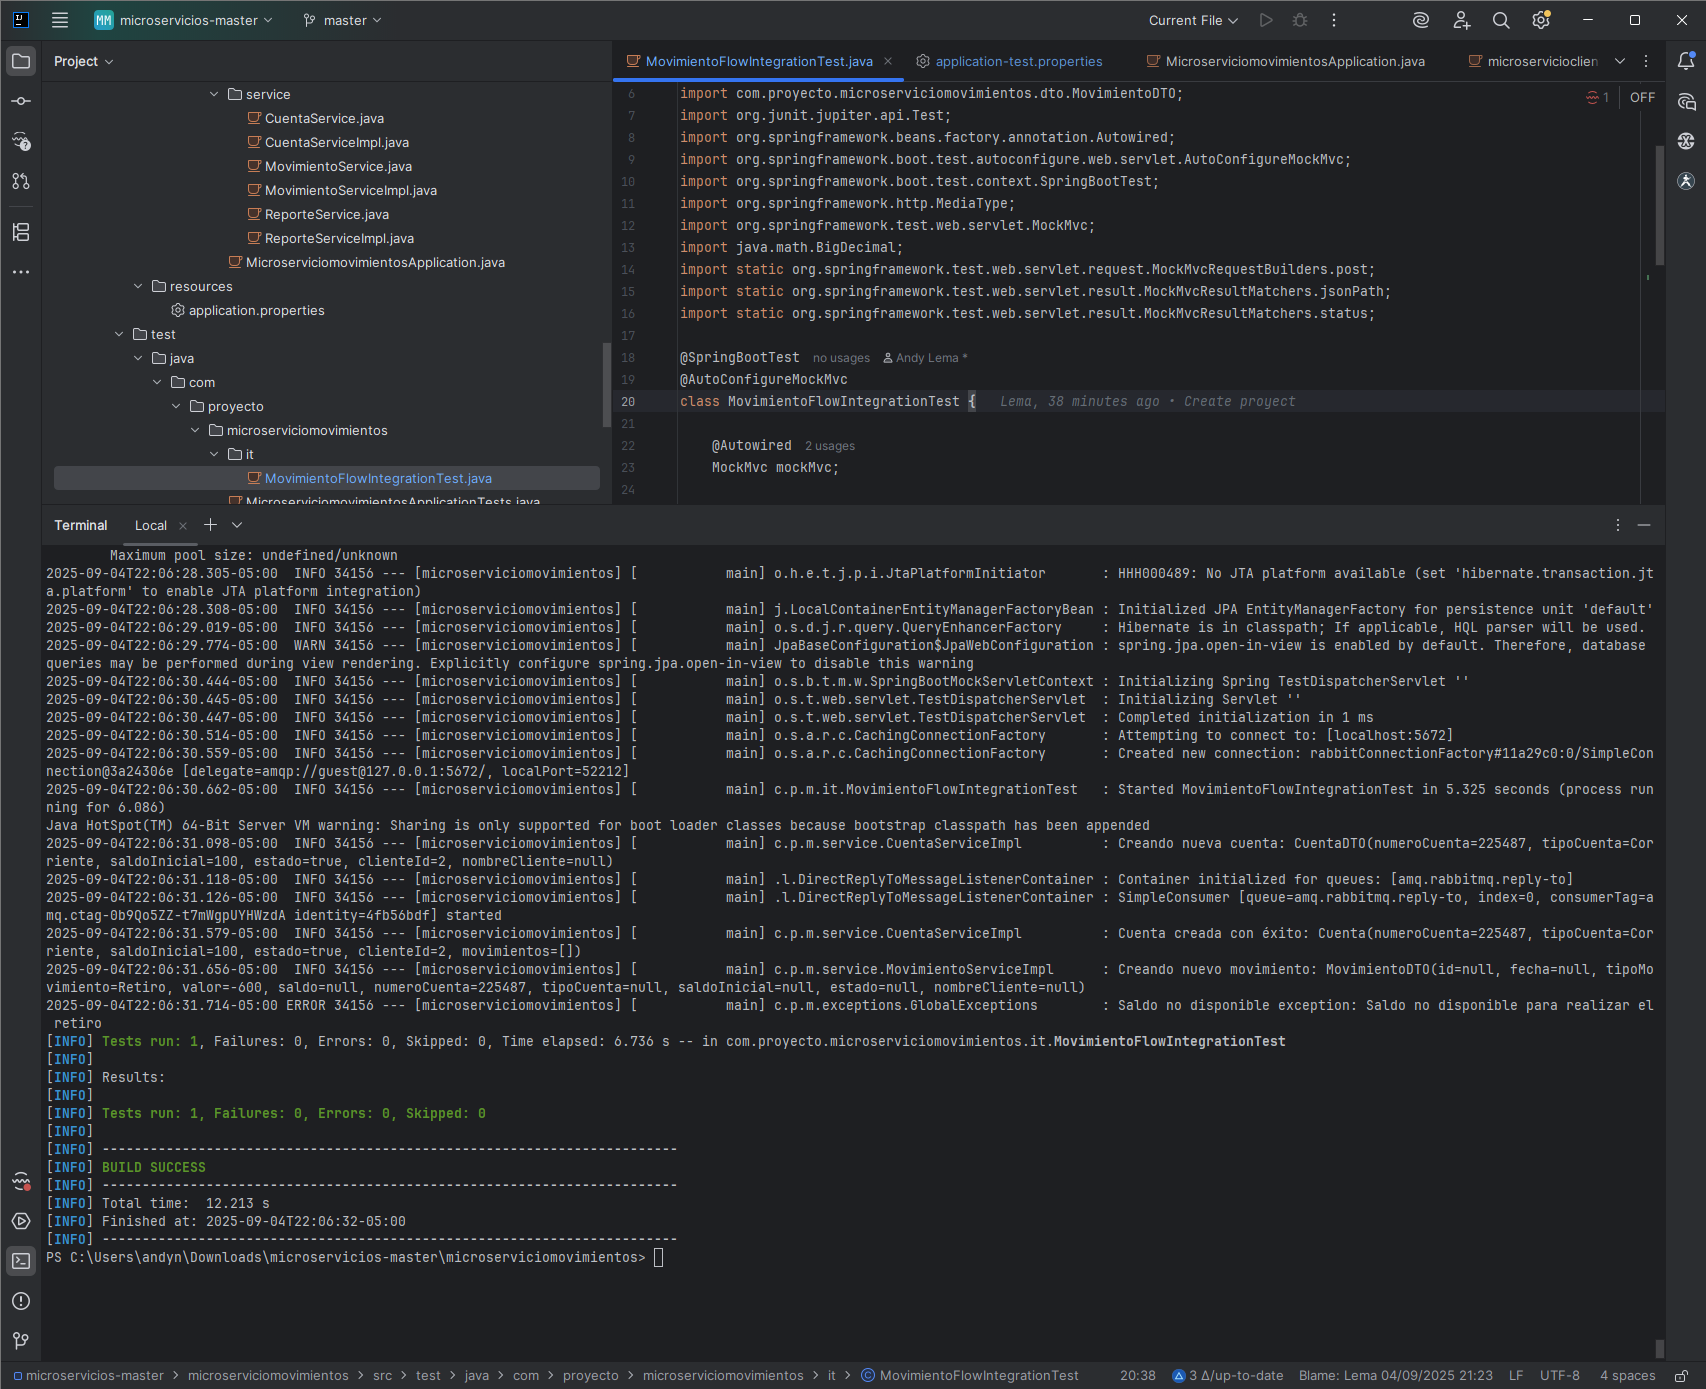 MM microservicios-master
master
Current File
Project
service
CuentaService.java
CuentaServiceImpl.java
MovimientoService.java
MovimientoServiceImpl.java
ReporteService.java
ReporteServiceImpl.java
MicroserviciomovimientosApplication.java
resources
application.properties
test
java
com
proyecto
microserviciomovimientos
it
MovimientoFlowIntegrationTest.java
MicroserviciomovimientosApplicationTests.java
MovimientoFlowIntegrationTest.java
application-test.properties
MicroserviciomovimientosApplication.java
microservicioclien
1 OFF
6 import com.proyecto.microserviciomovimientos.dto.MovimientoDTO;
7 import org.junit.jupiter.api.Test;
8 import org.springframework.beans.factory.annotation.Autowired;
9 import org.springframework.boot.test.autoconfigure.web.servlet.AutoConfigureMockMvc;
10 import org.springframework.boot.test.context.SpringBootTest;
11 import org.springframework.http.MediaType;
12 import org.springframework.test.web.servlet.MockMvc;
13 import java.math.BigDecimal;
14 import static org.springframework.test.web.servlet.request.MockMvcRequestBuilders.post;
15 import static org.springframework.test.web.servlet.result.MockMvcResultMatchers.jsonPath;
16 import static org.springframework.test.web.servlet.result.MockMvcResultMatchers.status;
17
18 @SpringBootTest no usages Andy Lema *
19 @AutoConfigureMockMvc
20 class MovimientoFlowIntegrationTest { Lema, 38 minutes ago • Create proyect
21
22 @Autowired 2 usages
23 MockMvc mockMvc;
24
Terminal Local
Maximum pool size: undefined/unknown
2025-09-04T22:06:28.305-05:00  INFO 34156 --- [microserviciomovimientos] [           main] o.h.e.t.j.p.i.JtaPlatformInitiator       : HHH000489: No JTA platform available (set 'hibernate.transaction.jt
a.platform' to enable JTA platform integration)
2025-09-04T22:06:28.308-05:00  INFO 34156 --- [microserviciomovimientos] [           main] j.LocalContainerEntityManagerFactoryBean : Initialized JPA EntityManagerFactory for persistence unit 'default'
2025-09-04T22:06:29.019-05:00  INFO 34156 --- [microserviciomovimientos] [           main] o.s.d.j.r.query.QueryEnhancerFactory     : Hibernate is in classpath; If applicable, HQL parser will be used.
2025-09-04T22:06:29.774-05:00  WARN 34156 --- [microserviciomovimientos] [           main] JpaBaseConfiguration$JpaWebConfiguration : spring.jpa.open-in-view is enabled by default. Therefore, database
queries may be performed during view rendering. Explicitly configure spring.jpa.open-in-view to disable this warning
2025-09-04T22:06:30.444-05:00  INFO 34156 --- [microserviciomovimientos] [           main] o.s.b.t.m.w.SpringBootMockServletContext : Initializing Spring TestDispatcherServlet ''
2025-09-04T22:06:30.445-05:00  INFO 34156 --- [microserviciomovimientos] [           main] o.s.t.web.servlet.TestDispatcherServlet  : Initializing Servlet ''
2025-09-04T22:06:30.447-05:00  INFO 34156 --- [microserviciomovimientos] [           main] o.s.t.web.servlet.TestDispatcherServlet  : Completed initialization in 1 ms
2025-09-04T22:06:30.514-05:00  INFO 34156 --- [microserviciomovimientos] [           main] o.s.a.r.c.CachingConnectionFactory       : Attempting to connect to: [localhost:5672]
2025-09-04T22:06:30.559-05:00  INFO 34156 --- [microserviciomovimientos] [           main] o.s.a.r.c.CachingConnectionFactory       : Created new connection: rabbitConnectionFactory#11a29c0:0/SimpleCon
nection@3a24306e [delegate=amqp://guest@127.0.0.1:5672/, localPort=52212]
2025-09-04T22:06:30.662-05:00  INFO 34156 --- [microserviciomovimientos] [           main] c.p.m.it.MovimientoFlowIntegrationTest   : Started MovimientoFlowIntegrationTest in 5.325 seconds (process run
ning for 6.086)
Java HotSpot(TM) 64-Bit Server VM warning: Sharing is only supported for boot loader classes because bootstrap classpath has been appended
2025-09-04T22:06:31.098-05:00  INFO 34156 --- [microserviciomovimientos] [           main] c.p.m.service.CuentaServiceImpl          : Creando nueva cuenta: CuentaDTO(numeroCuenta=225487, tipoCuenta=Cor
riente, saldoInicial=100, estado=true, clienteId=2, nombreCliente=null)
2025-09-04T22:06:31.118-05:00  INFO 34156 --- [microserviciomovimientos] [           main] .l.DirectReplyToMessageListenerContainer : Container initialized for queues: [amq.rabbitmq.reply-to]
2025-09-04T22:06:31.126-05:00  INFO 34156 --- [microserviciomovimientos] [           main] .l.DirectReplyToMessageListenerContainer : SimpleConsumer [queue=amq.rabbitmq.reply-to, index=0, consumerTag=a
mq.ctag-0b9Qo5ZZ-t7mWgpUYHWzdA identity=4fb56bdf] started
2025-09-04T22:06:31.579-05:00  INFO 34156 --- [microserviciomovimientos] [           main] c.p.m.service.CuentaServiceImpl          : Cuenta creada con éxito: Cuenta(numeroCuenta=225487, tipoCuenta=Cor
riente, saldoInicial=100, estado=true, clienteId=2, movimientos=[])
2025-09-04T22:06:31.656-05:00  INFO 34156 --- [microserviciomovimientos] [           main] c.p.m.service.MovimientoServiceImpl      : Creando nuevo movimiento: MovimientoDTO(id=null, fecha=null, tipoMo
vimiento=Retiro, valor=-600, saldo=null, numeroCuenta=225487, tipoCuenta=null, saldoInicial=null, estado=null, nombreCliente=null)
2025-09-04T22:06:31.714-05:00 ERROR 34156 --- [microserviciomovimientos] [           main] c.p.m.exceptions.GlobalExceptions        : Saldo no disponible exception: Saldo no disponible para realizar el
retiro
[INFO] Tests run: 1, Failures: 0, Errors: 0, Skipped: 0, Time elapsed: 6.736 s -- in com.proyecto.microserviciomovimientos.it.MovimientoFlowIntegrationTest
[INFO]
[INFO] Results:
[INFO]
[INFO] Tests run: 1, Failures: 0, Errors: 0, Skipped: 0
[INFO]
[INFO] ------------------------------------------------------------------------
[INFO] BUILD SUCCESS
[INFO] ------------------------------------------------------------------------
[INFO] Total time:  12.213 s
[INFO] Finished at: 2025-09-04T22:06:32-05:00
[INFO] ------------------------------------------------------------------------
PS C:\Users\andyn\Downloads\microservicios-master\microserviciomovimientos>
microservicios-master > microserviciomovimientos > src > test > java > com > proyecto > microserviciomovimientos > it > MovimientoFlowIntegrationTest 20:38 3 Δ/up-to-date Blame: Lema 04/09/2025 21:23 LF UTF-8 4 spaces